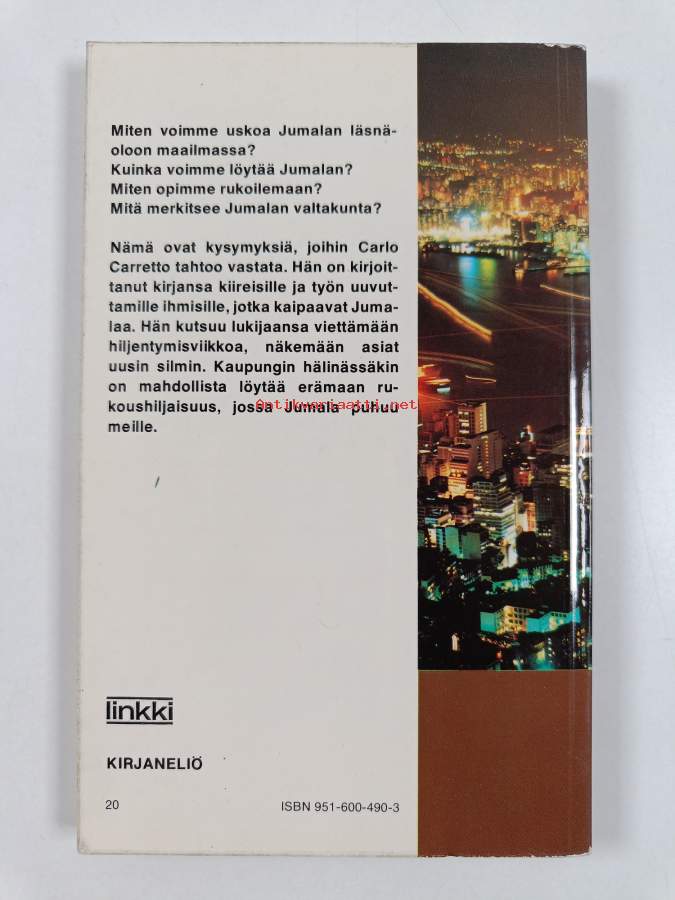 Miten voimme uskoa Jumalan läsnä-
oloon maailmassa?
Kuinka voimme löytää Jumalan?
Miten opimme rukoilemaan?
Mitä merkitsee Jumalan valtakunta?
Nämä ovat kysymyksiä, joihin Carlo
Carretto tahtoo vastata. Hän on kirjoit-
tanut kirjansa kiireisille ja työn uuvut-
tamille ihmisille, jotka kaipaavat Juma-
laa. Hän kutsuu lukijaansa viettämään
hiljentymisviikkoa, näkemään asiat
uusin silmin. Kaupungin hälinässäkin
on mahdollista löytää erämaan ru-
koushiljaisuus, jossa Jumala puhuu
meille.
Antikvariaatti.net
linkki
KIRJANELIÖ
20 ISBN 951-600-490-3